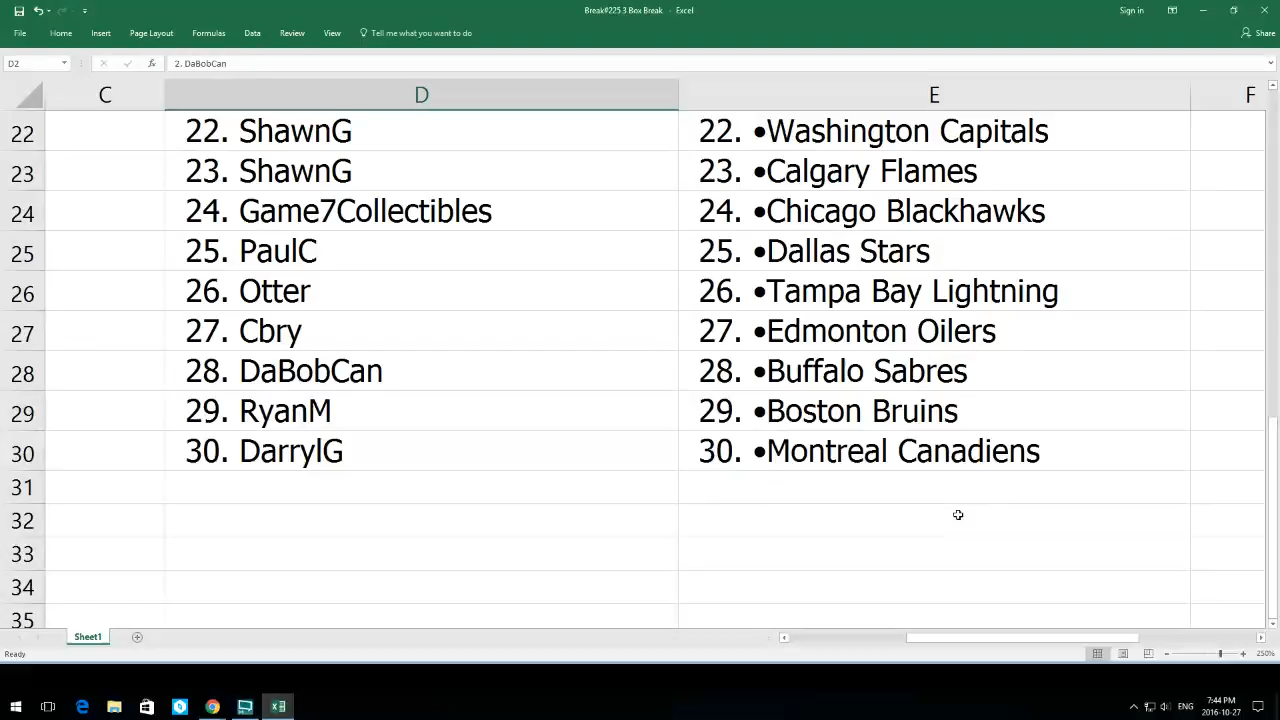 Break#225.3 Box Break - Excel
Sign in
File Home Insert Page Layout Formulas Data Review View Tell me what you want to do Share
D2 fx 2. DaBobCan
C D E F
22 22. ShawnG 22. •Washington Capitals
23 23. ShawnG 23. •Calgary Flames
24 24. Game7Collectibles 24. •Chicago Blackhawks
25 25. PaulC 25. •Dallas Stars
26 26. Otter 26. •Tampa Bay Lightning
27 27. Cbry 27. •Edmonton Oilers
28 28. DaBobCan 28. •Buffalo Sabres
29 29. RyanM 29. •Boston Bruins
30 30. DarrylG 30. •Montreal Canadiens
31
32
33
34
35
Sheet1
Ready 250%
7:44 PM
ENG
2016-10-27